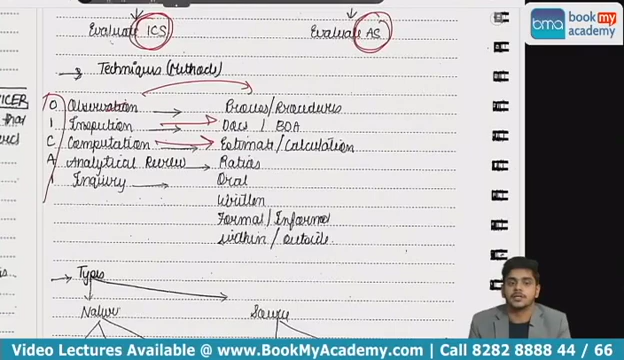 Evaluate ICS
Evaluate AS
Techniques (Methods)
O Observation → Process/Procedures
I Inspection → Docs / BOA
C Computation → Estimate/Calculation
A Analytical Review → Ratios
I Inquiry → Oral
Written
Formal/Informal
within/outside
→ Types
Nature
Source
FFICER
bma book my academy
Video Lectures Available @ www.BookMyAcademy.com | Call 8282 8888 44 / 66